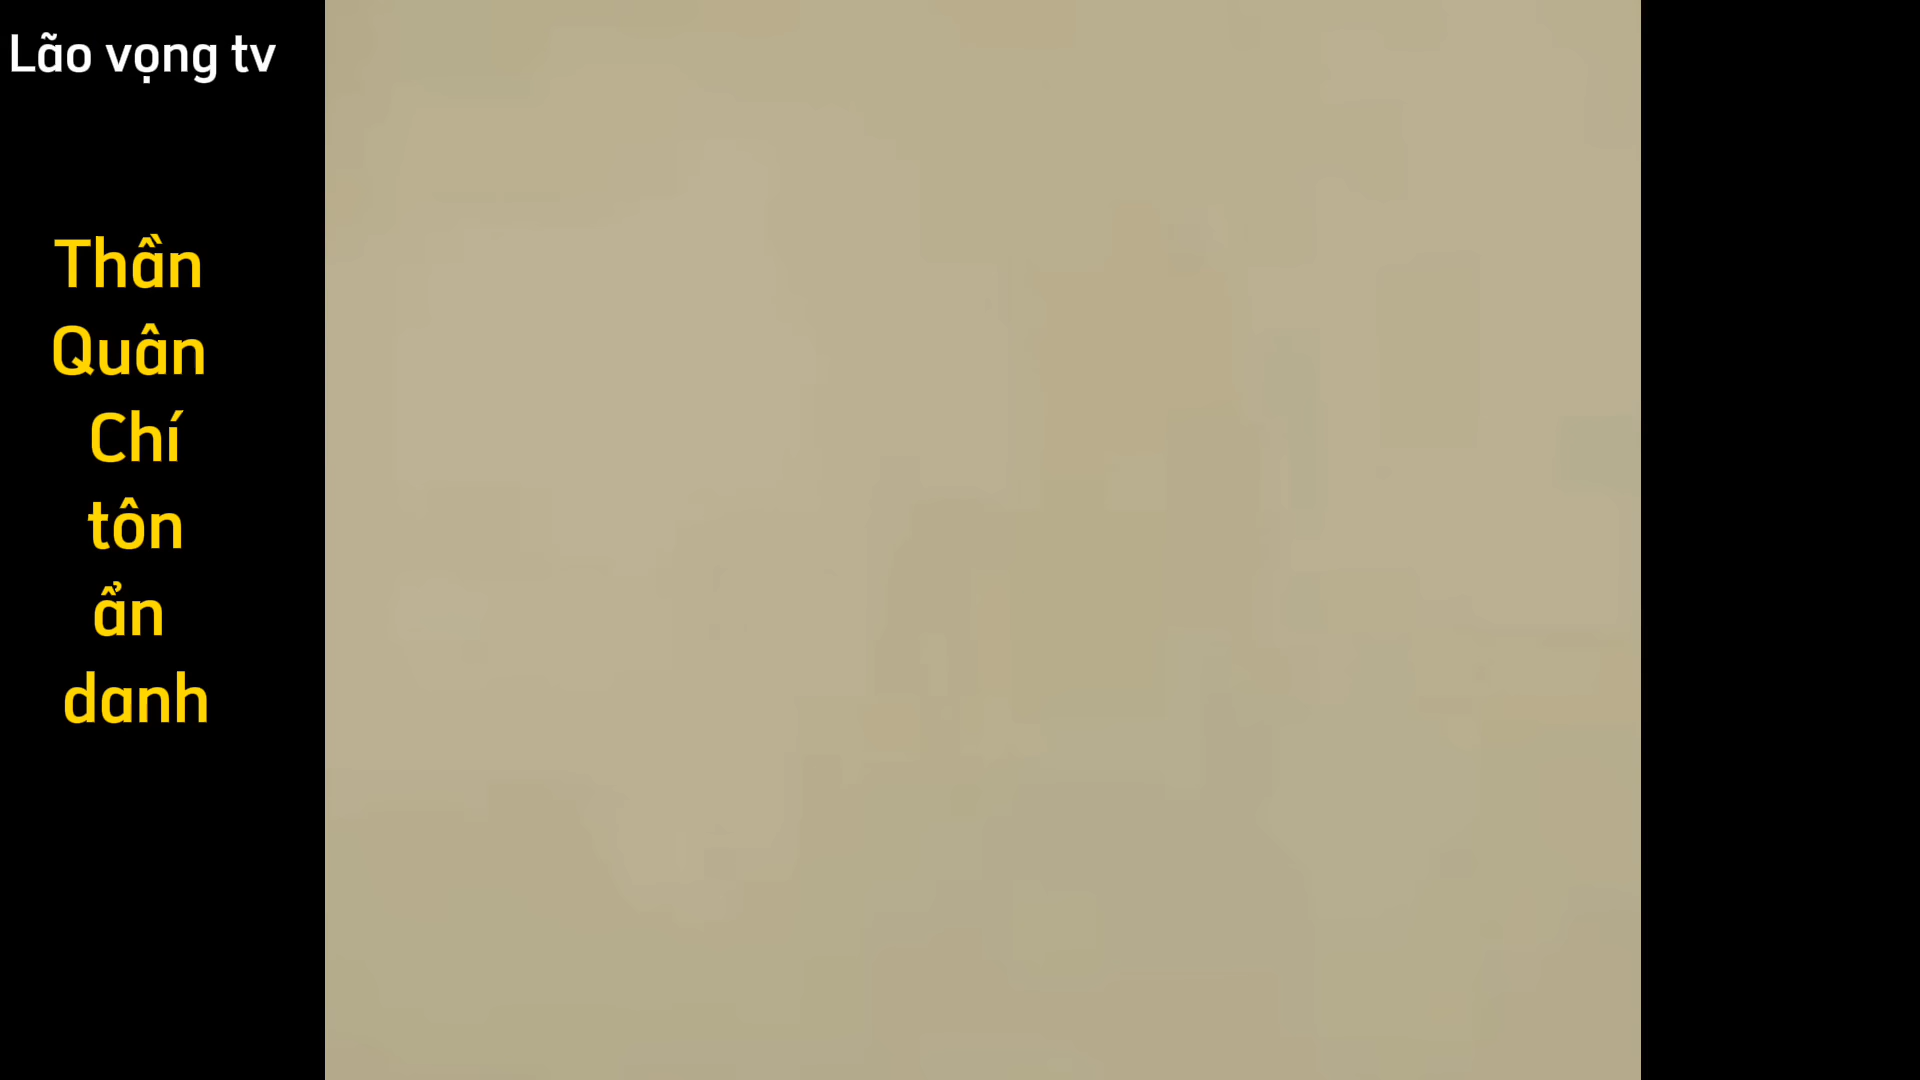 Lão vọng tv
Thần
Quân
Chí
tôn
ẩn
danh